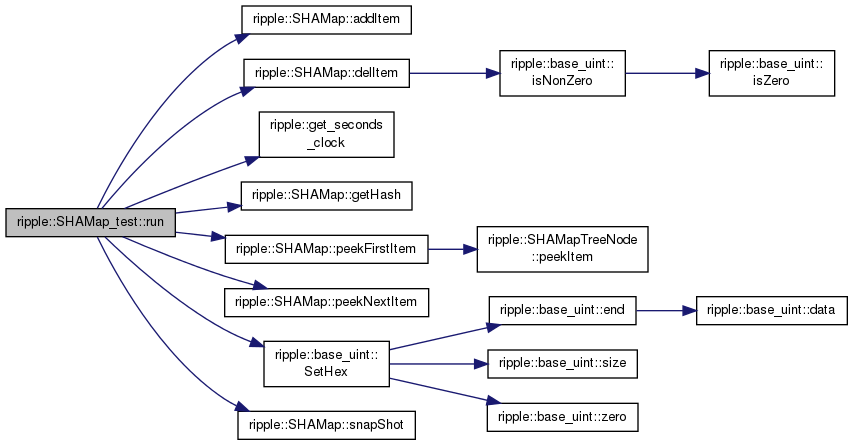 ripple::SHAMap::addItem
ripple::SHAMap::delItem
ripple::base_uint::
isNonZero
ripple::base_uint::
isZero
ripple::get_seconds
_clock
ripple::SHAMap::getHash
ripple::SHAMap_test::run
ripple::SHAMap::peekFirstItem
ripple::SHAMapTreeNode
::peekItem
ripple::SHAMap::peekNextItem
ripple::base_uint::
SetHex
ripple::base_uint::end
ripple::base_uint::data
ripple::base_uint::size
ripple::base_uint::zero
ripple::SHAMap::snapShot